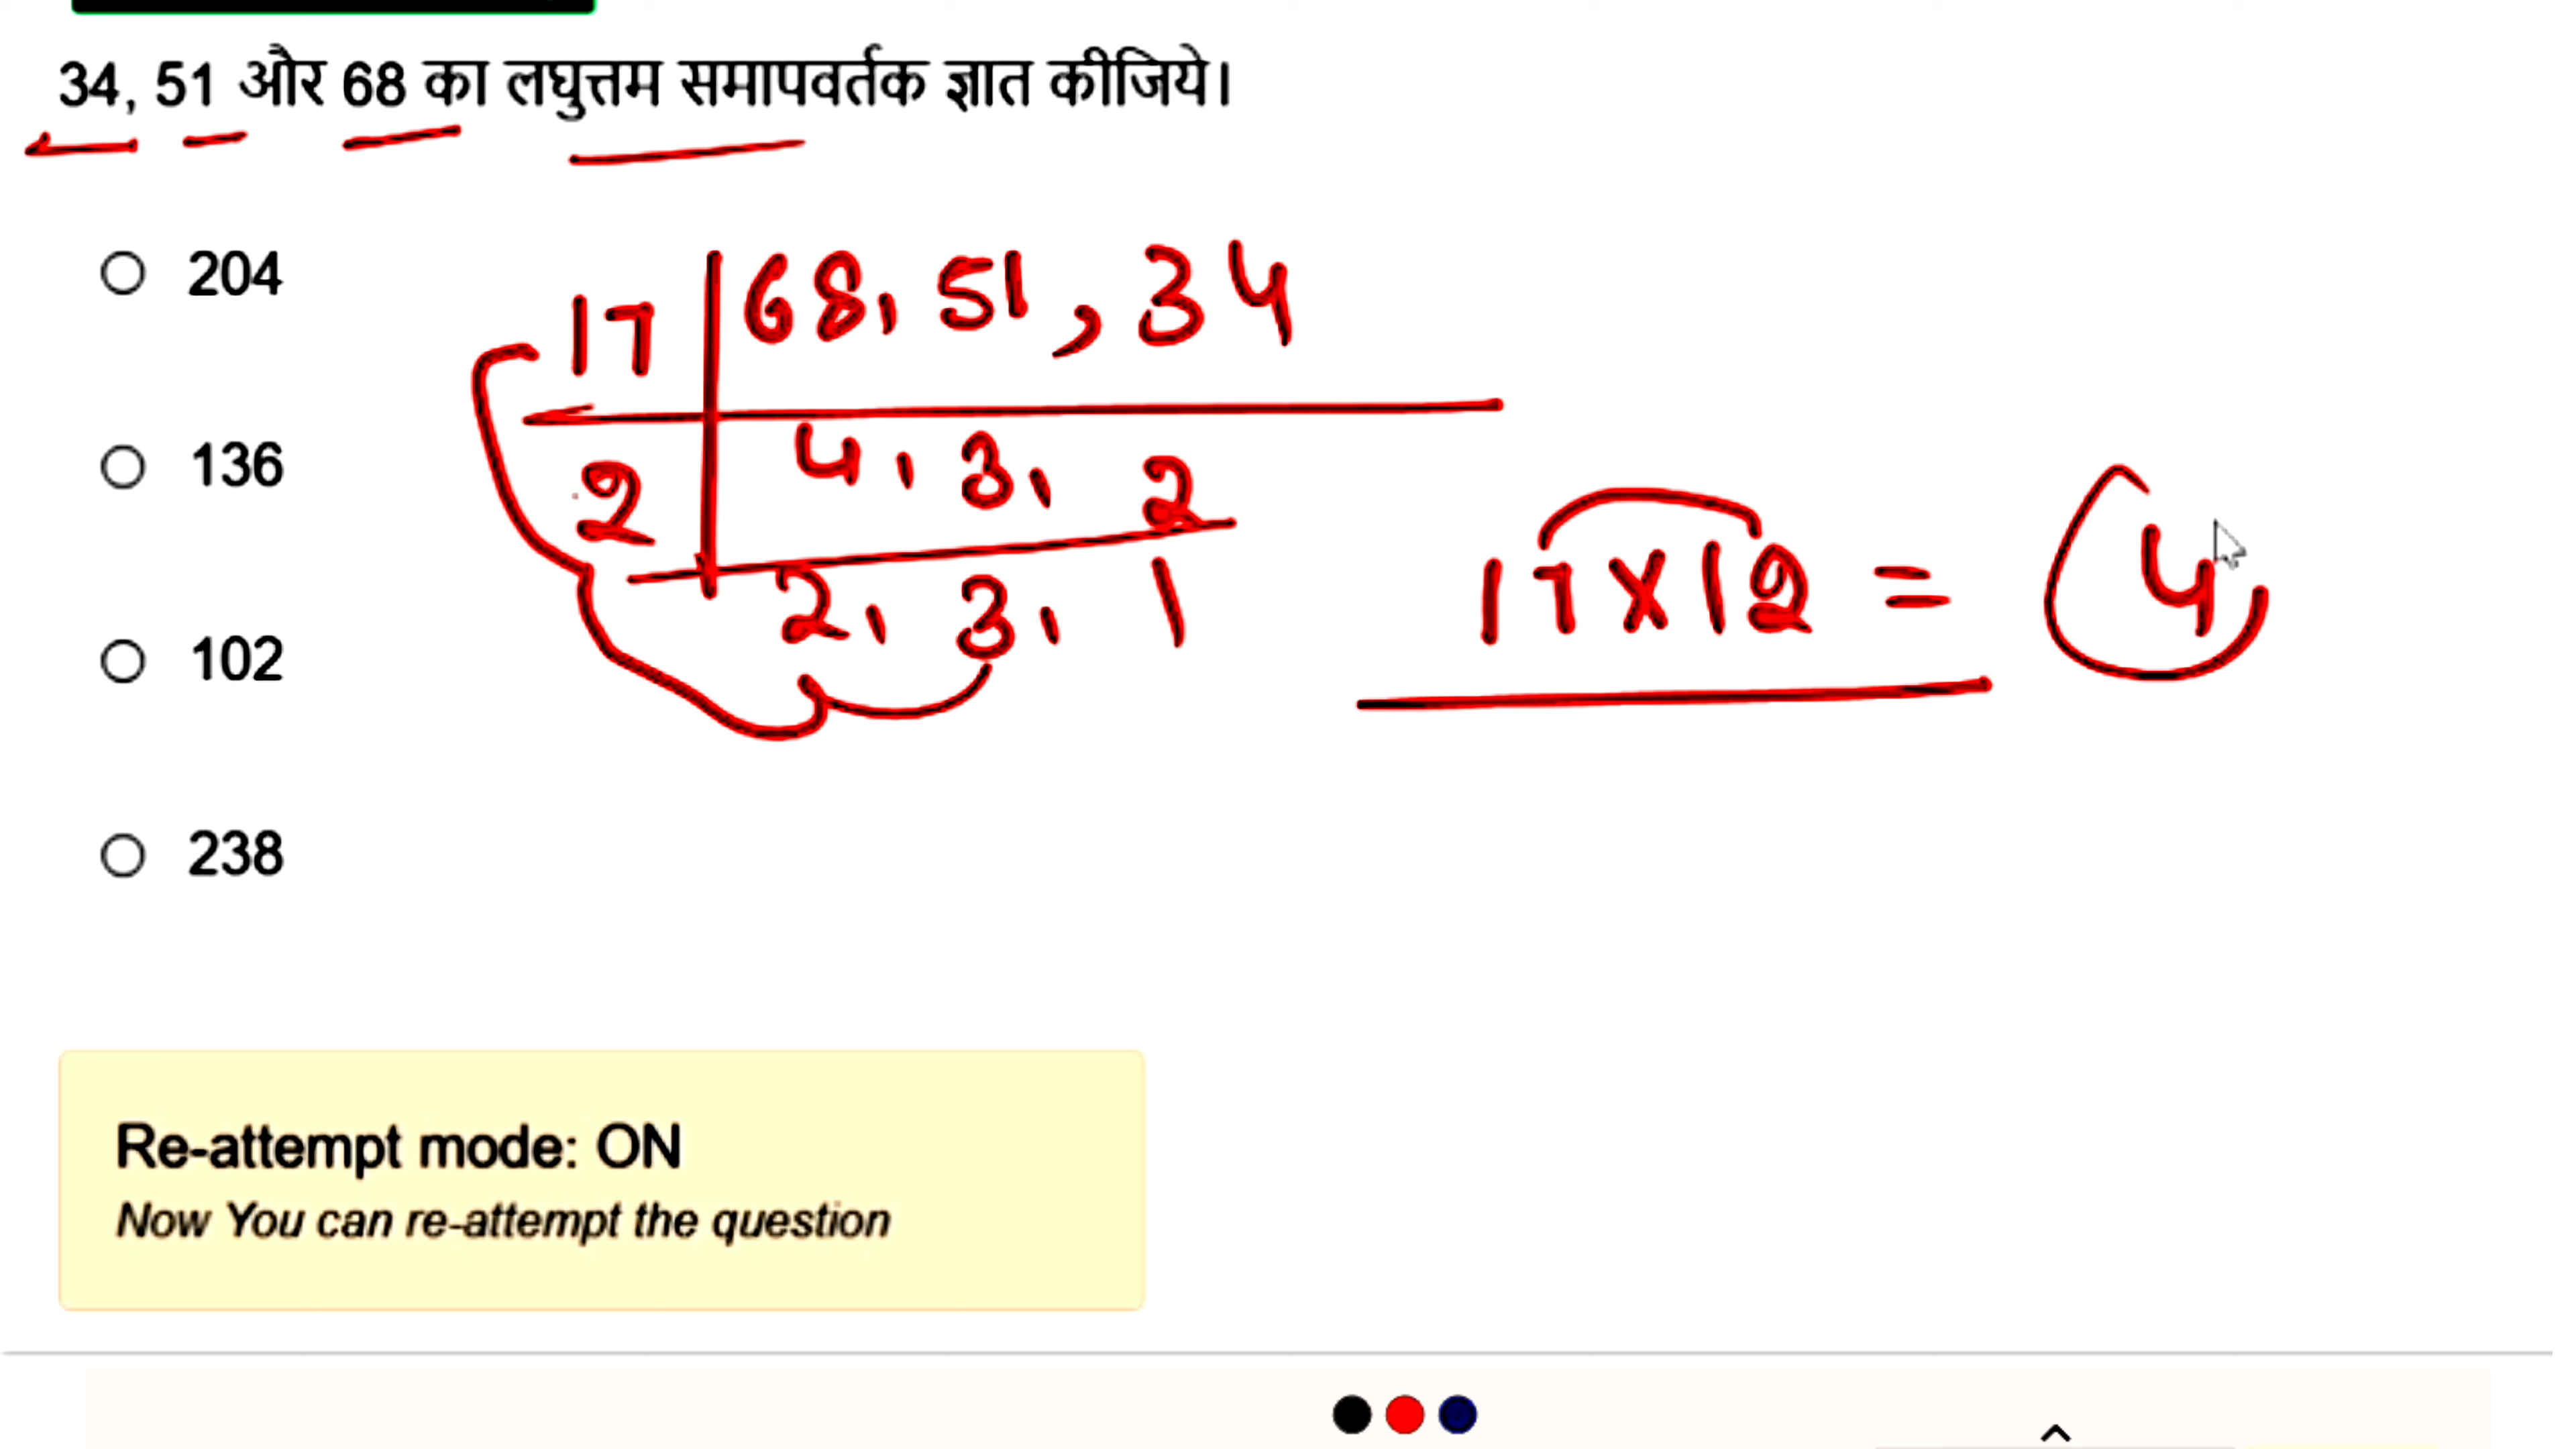 34, 51 और 68 का लघुत्तम समापवर्तक ज्ञात कीजिये।
204
136
102
238
17 68, 51, 34
2 4, 3, 2
2, 3, 1
17×12 = 4
Re-attempt mode: ON
Now You can re-attempt the question